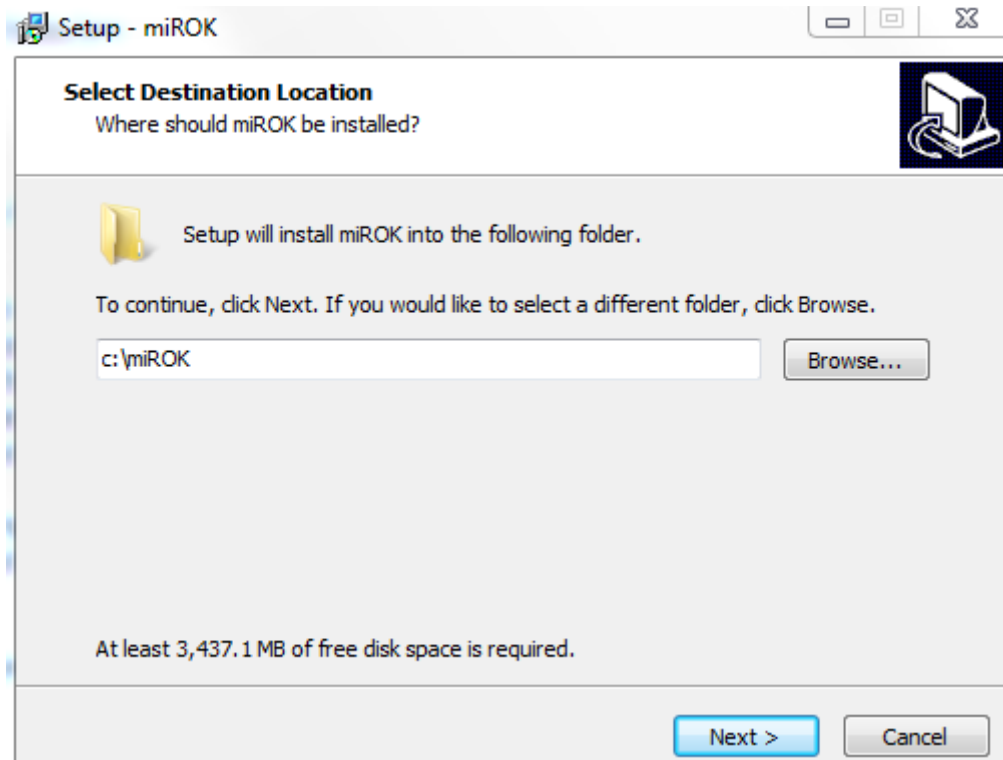 Setup - miROK
Select Destination Location
Where should miROK be installed?
Setup will install miROK into the following folder.
To continue, click Next. If you would like to select a different folder, click Browse.
c:\miROK
Browse...
At least 3,437.1 MB of free disk space is required.
Next >
Cancel